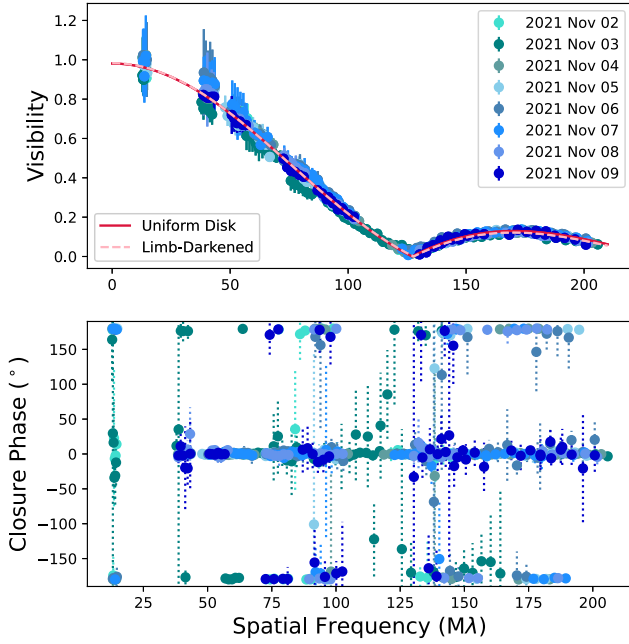 1.2
1.0
0.8
0.6
0.4
0.2
0.0
Visibility
2021 Nov 02
2021 Nov 03
2021 Nov 04
2021 Nov 05
2021 Nov 06
2021 Nov 07
2021 Nov 08
2021 Nov 09
Uniform Disk
Limb-Darkened
0 50 100 150 200
150
100
50
0
−50
−100
−150
Closure Phase (°)
25 50 75 100 125 150 175 200
Spatial Frequency (Mλ)